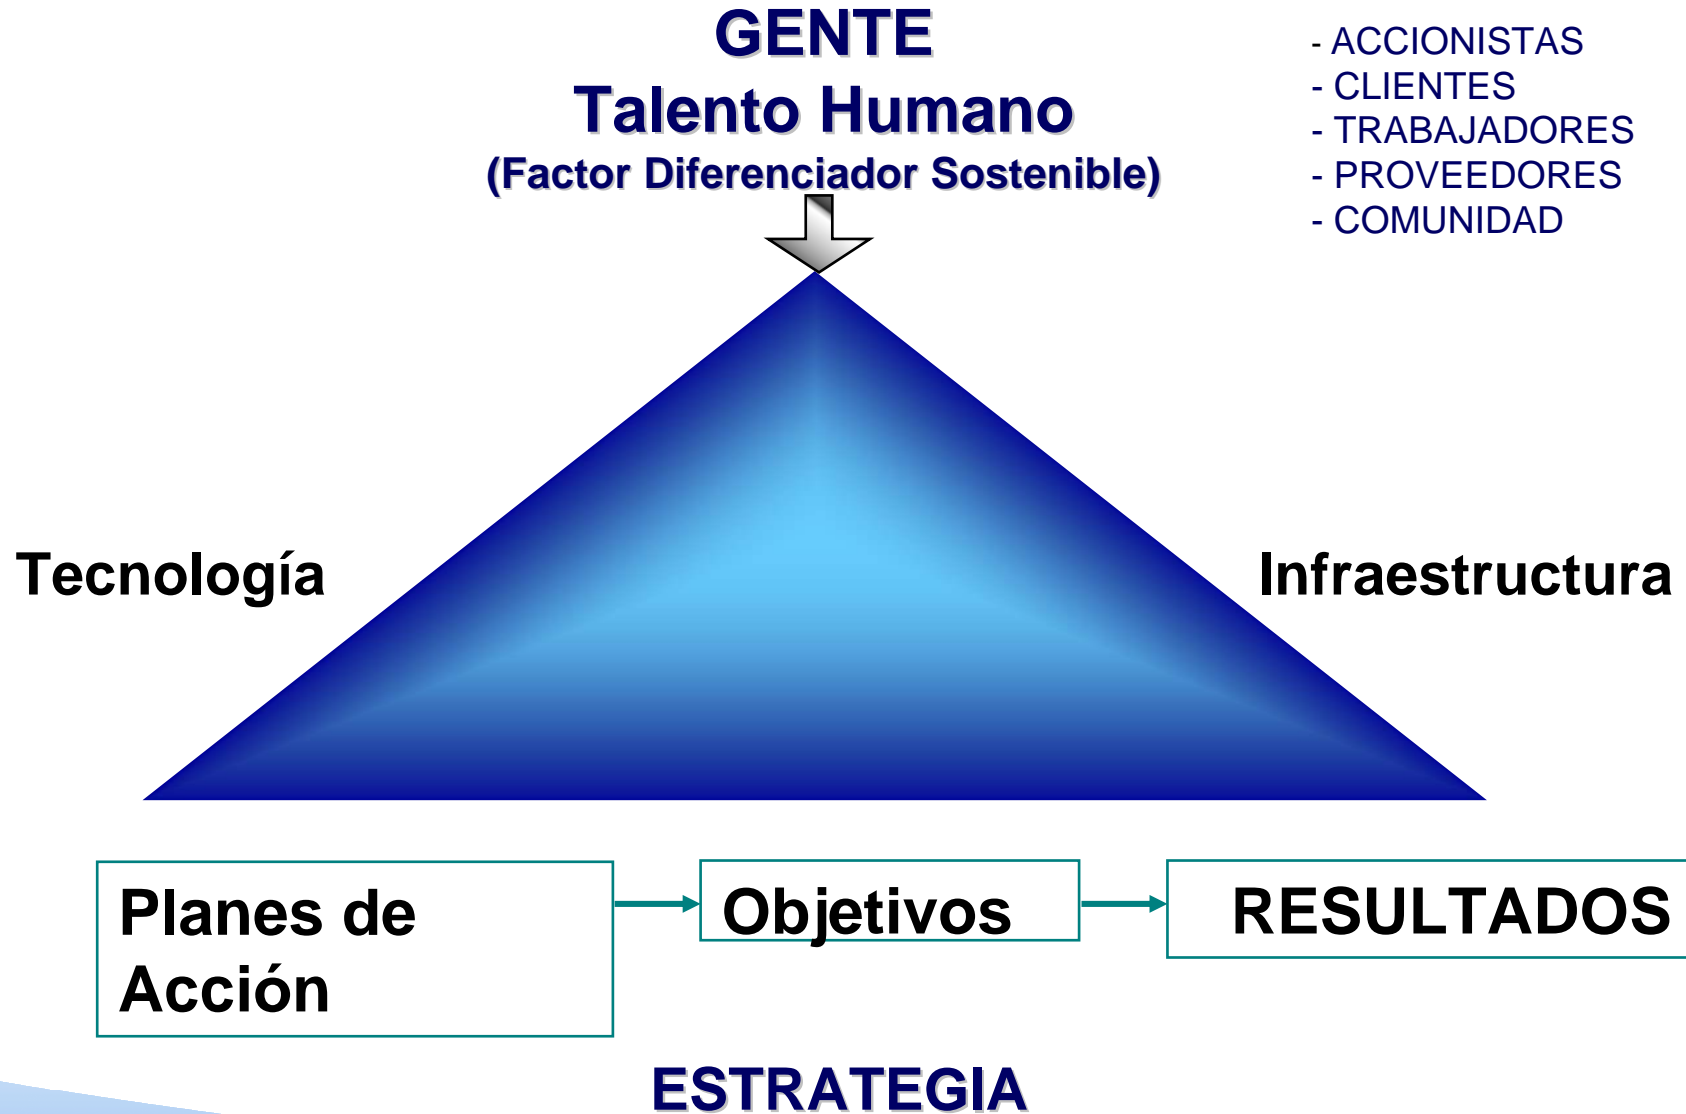 GENTE
Talento Humano
(Factor Diferenciador Sostenible)
- ACCIONISTAS
- CLIENTES
- TRABAJADORES
- PROVEEDORES
- COMUNIDAD
Tecnología
Infraestructura
Planes de
Acción
Objetivos
RESULTADOS
ESTRATEGIA